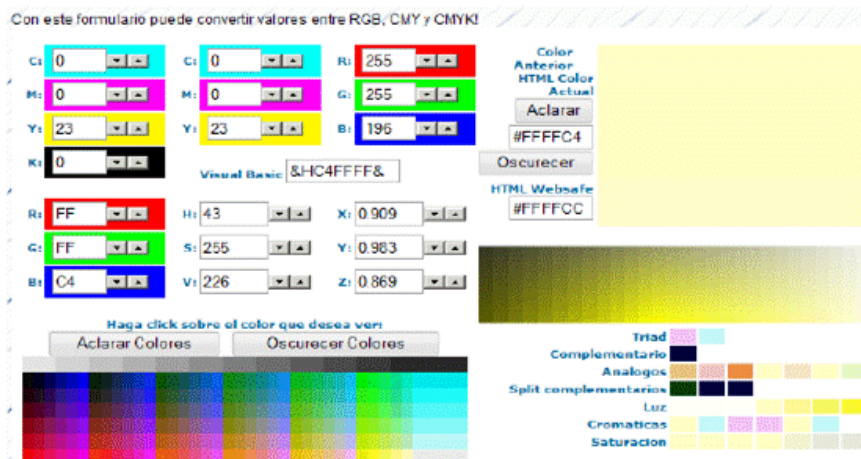 Con este formulario puede convertir valores entre RGB, CMY y CMYK!
C: 0 C: 0 R: 255
M: 0 M: 0 G: 255
Y: 23 Y: 23 B: 196
K: 0
Visual Basic &HC4FFFF&
R: FF H: 43 X: 0.909
G: FF S: 255 Y: 0.983
B: C4 V: 226 Z: 0.869
Haga click sobre el color que desea ver:
Aclarar Colores Oscurecer Colores
Color
Anterior
HTML Color
Actual
Aclarar
#FFFFC4
Oscurecer
HTML Websafe
#FFFFCC
Triad
Complementario
Analogos
Split complementarios
Luz
Cromaticas
Saturacion